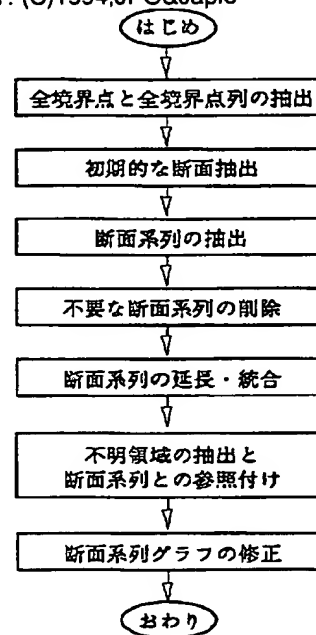 (C)1994,JPO&Japio
はじめ
全境界点と全境界点列の抽出
初期的な断面抽出
断面系列の抽出
不要な断面系列の削除
断面系列の延長・統合
不明領域の抽出と
断面系列との参照付け
断面系列グラフの修正
おわり